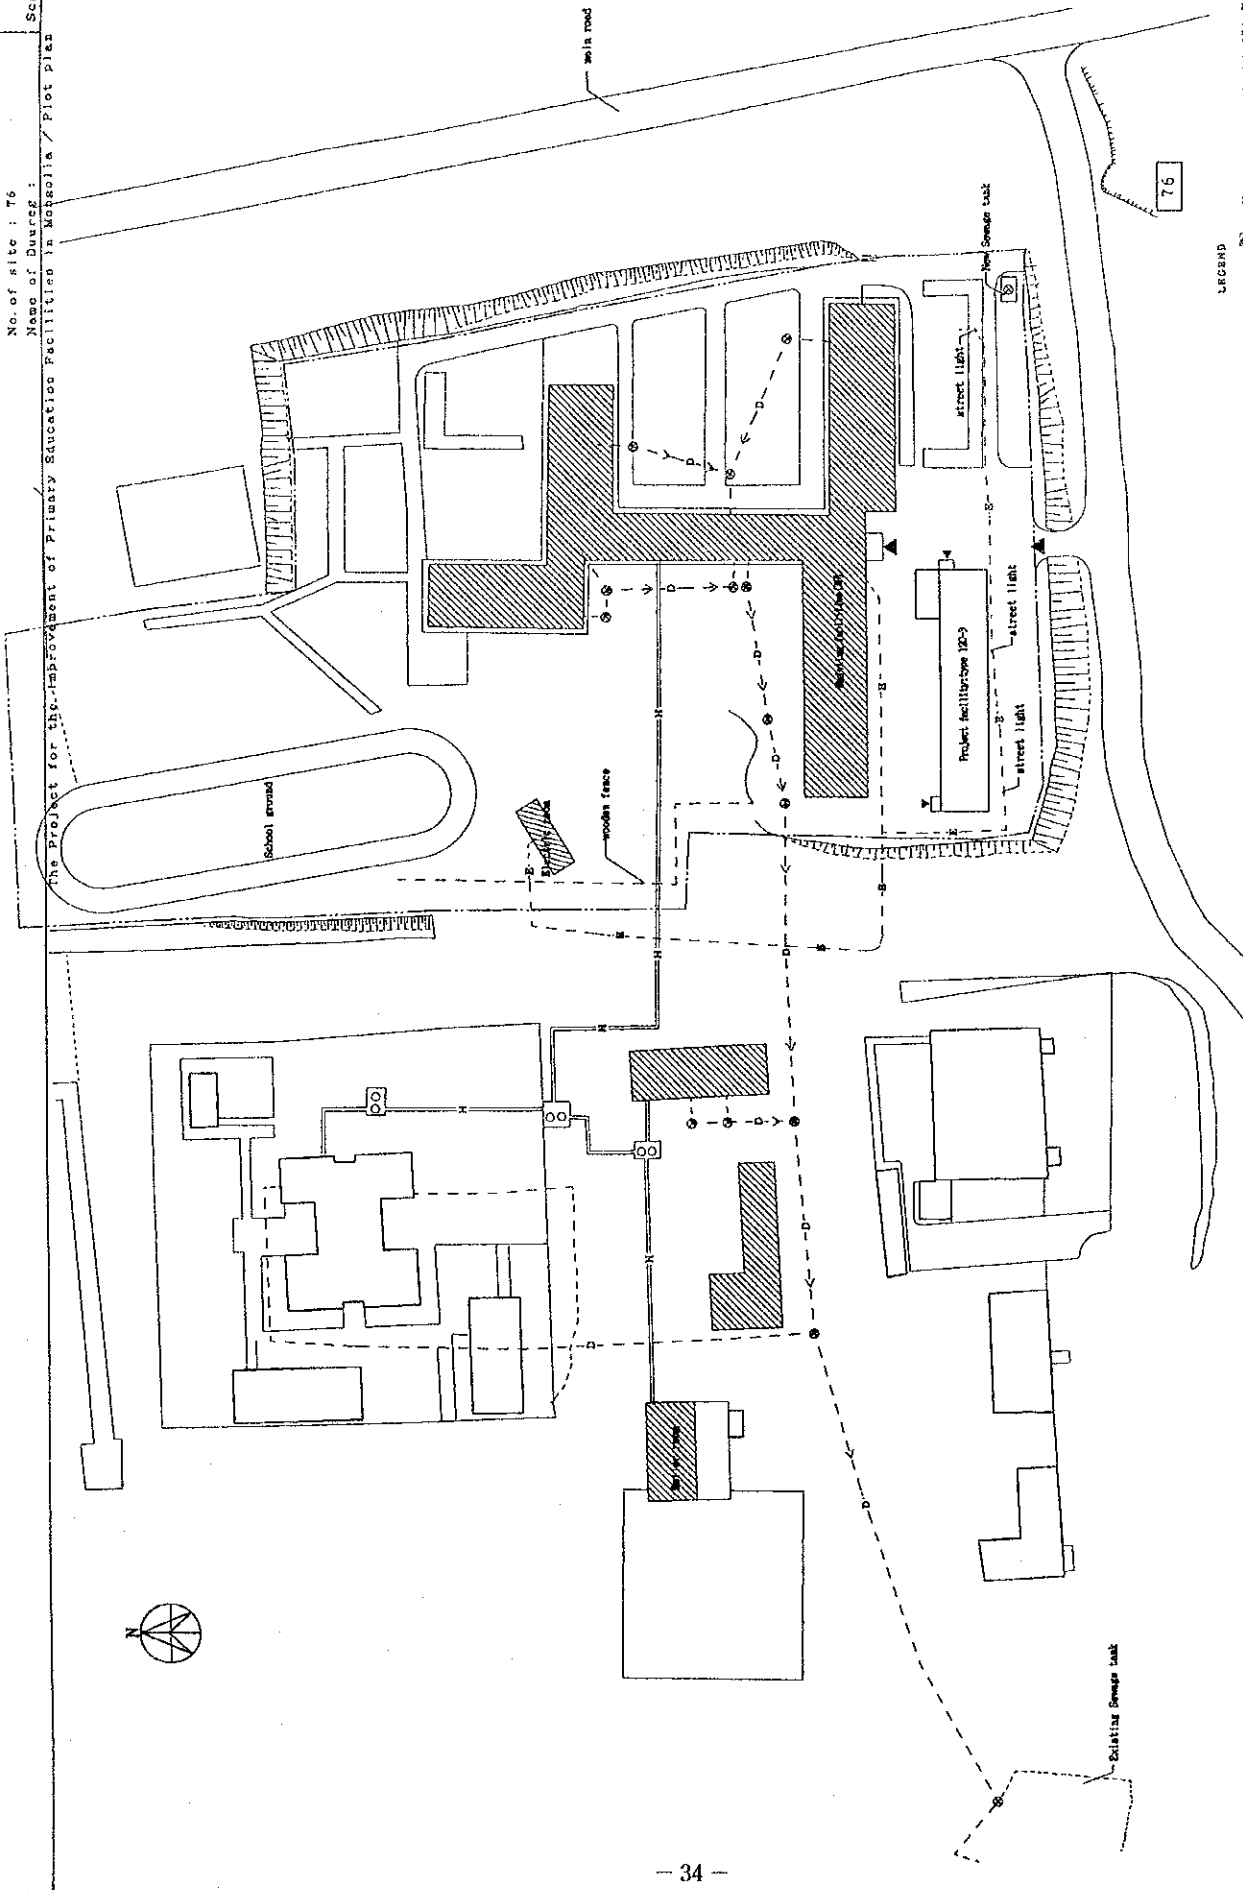 No. of site : 76
Name of Duureg :
The Project for the Improvement of Primary Education Facilities in Mongolia / Plot plan
main road
School ground
wooden fence
Electric room
New Sewage tank
street light
Project facility:type 12C-9
street light
street light
76
LEGEND
N
Existing Sewage tank
H
H
H
H
H
D
D
D
D
D
D
D
D
D
D
E
E
E
E
E
E
E
E
— 34 —